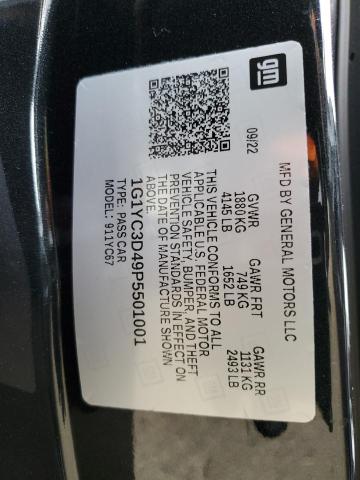 gm
MFD BY GENERAL MOTORS LLC
09/22 GVWR GAWR FRT GAWR RR
1880 KG 749 KG 1131 KG
4145 LB 1652 LB 2493 LB
THIS VEHICLE CONFORMS TO ALL
APPLICABLE U.S. FEDERAL MOTOR
VEHICLE SAFETY, BUMPER, AND THEFT
PREVENTION STANDARDS IN EFFECT ON
THE DATE OF MANUFACTURE SHOWN
ABOVE.
1G1YC3D49P5501001
TYPE: PASS CAR
MODEL: 911YC67